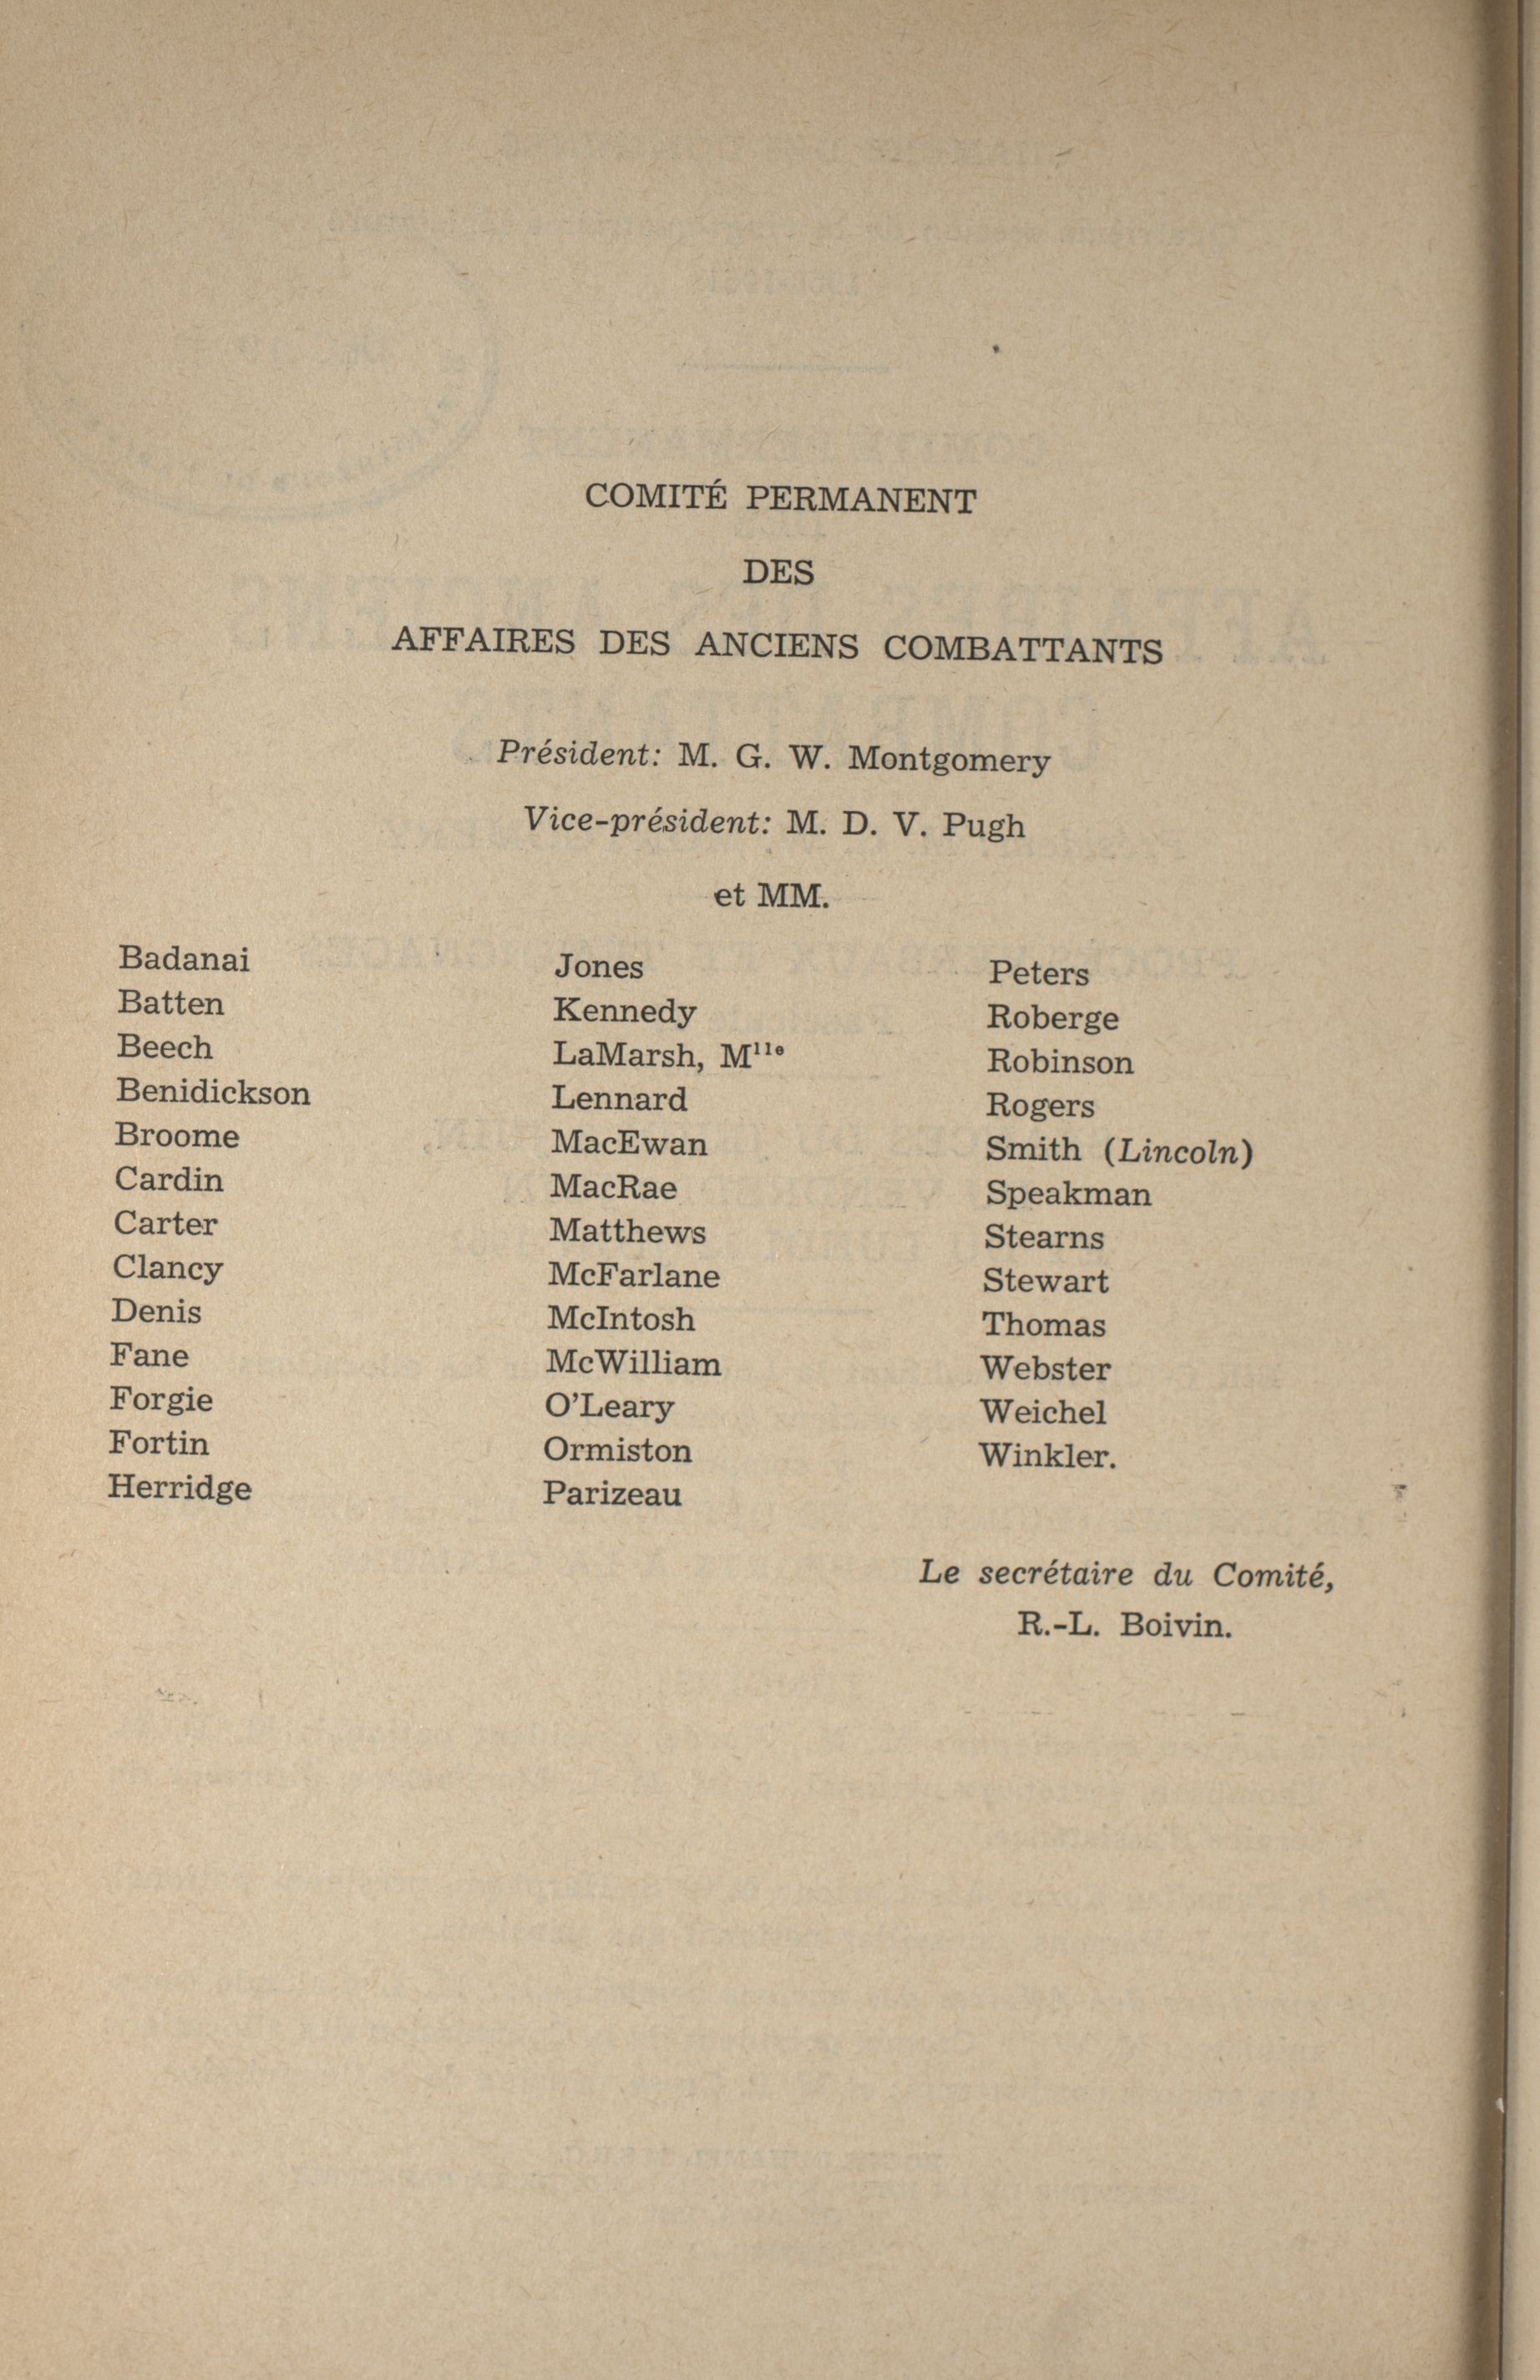 COMITÉ PERMANENT
DES
AFFAIRES DES ANCIENS COMBATTANTS
Président: M. G. W. Montgomery
Vice-président: M. D. V. Pugh
et MM.
Badanai
Batten
Beech
Benidickson
Broome
Cardin
Carter
Clancy
Denis
Fane
Forgie
Fortin
Herridge
Jones
Kennedy
LaMarsh, Mlle
Lennard
MacEwan
MacRae
Matthews
McFarlane
McIntosh
McWilliam
O'Leary
Ormiston
Parizeau
Peters
Roberge
Robinson
Rogers
Smith (Lincoln)
Speakman
Stearns
Stewart
Thomas
Webster
Weichel
Winkler.
Le secrétaire du Comité,
R.-L. Boivin.